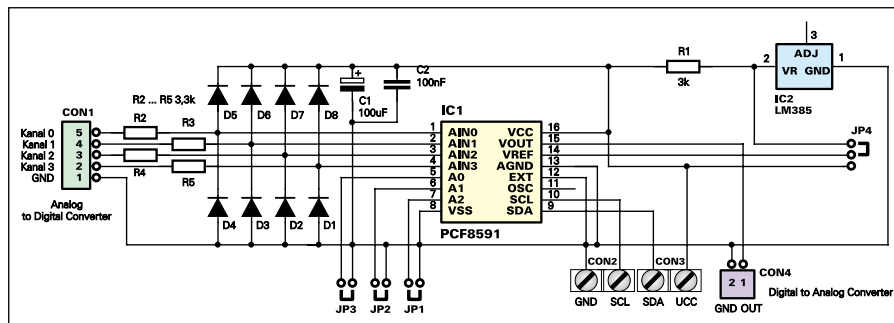 3
R1
2
ADJ
1
VR GND
3k
IC2
LM385
C2
100nF
+
C1
100uF
CON1
R2 ... R5 3,3k
D5
D6
D7
D8
IC1
JP4
Kanal 0
5
R2
R3
Kanal 1
4
Kanal 2
3
Kanal 3
2
R4
R5
GND
1
Analog
to Digital Converter
1 AIN0 VCC 16
2 AIN1 VOUT 15
3 AIN2 VREF 14
4 AIN3 AGND 13
5 A0 EXT 12
6 A1 OSC 11
7 A2 SCL 10
8 VSS SDA 9
PCF8591
D4
D3
D2
D1
CON2
CON3
CON4
2 1
GND
SCL
SDA
UCC
Digital to Analog Converter
JP3
JP2
JP1
GND OUT